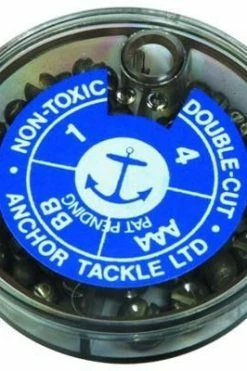 · NON-TOXIC
DOUBLE-CUT ·
1
4
BB
AAA
PAT PENDING
ANCHOR TACKLE LTD